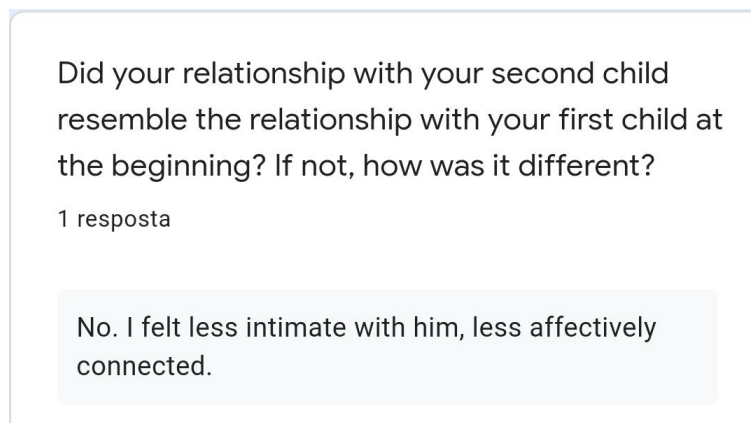 Did your relationship with your second child
resemble the relationship with your first child at
the beginning? If not, how was it different?
1 resposta
No. I felt less intimate with him, less affectively
connected.